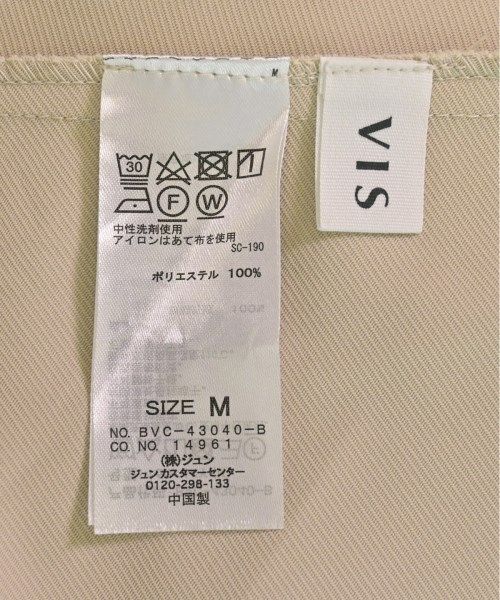 M
VIS
30
F W
中性洗剤使用
アイロンはあて布を使用
SC-190
ポリエステル 100%
SIZE M
NO. BVC-43040-B
CO. NO. 14961
(株)ジュン
ジュンカスタマーセンター
0120-298-133
中国製